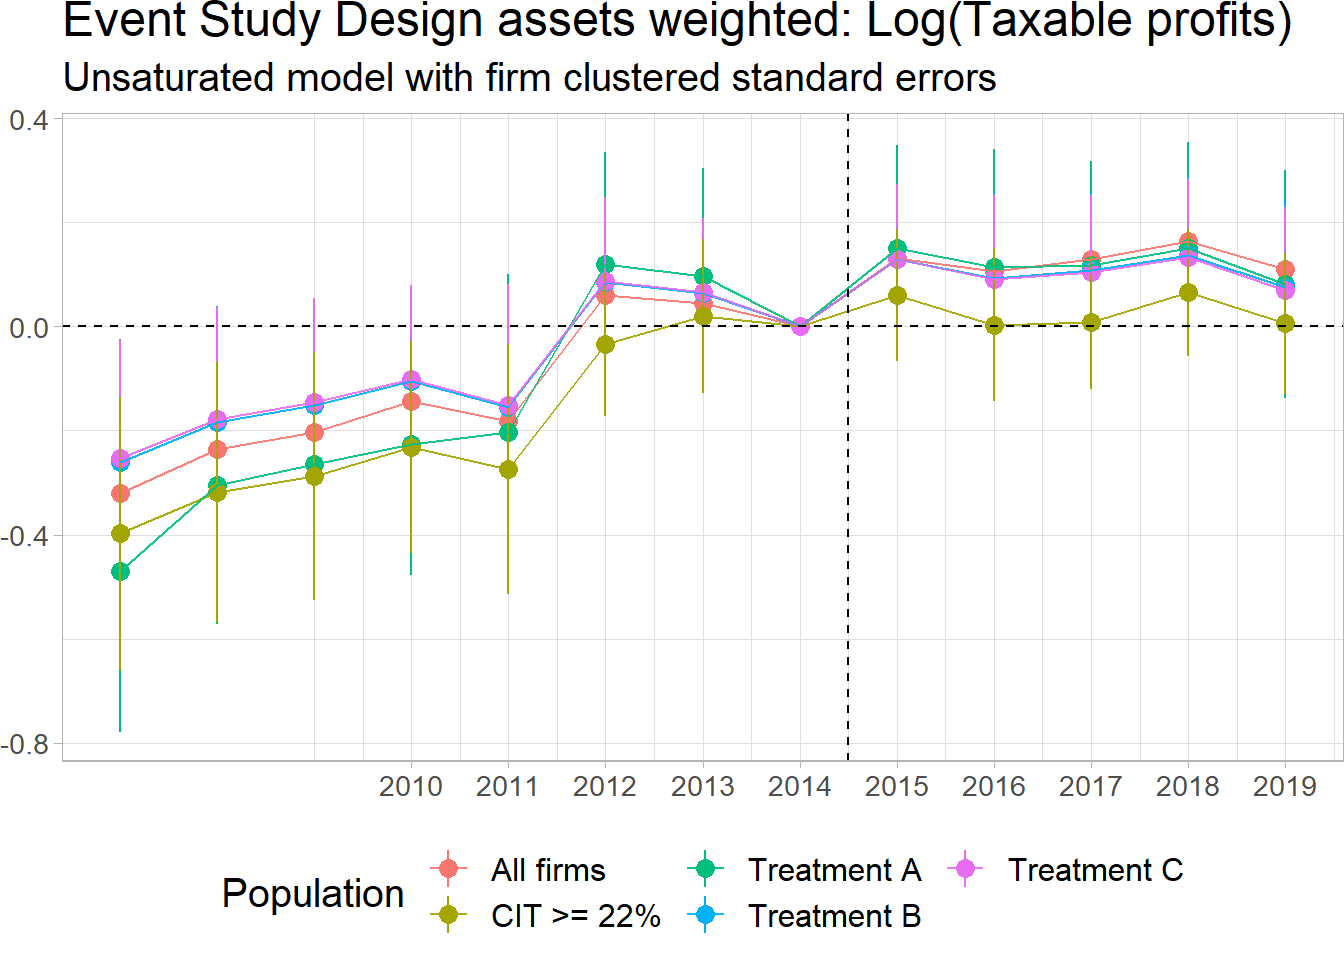 Event Study Design assets weighted: Log(Taxable profits)
Unsaturated model with firm clustered standard errors
0.4
0.0
-0.4
-0.8
2010 2011 2012 2013 2014 2015 2016 2017 2018 2019
Population
All firms Treatment A Treatment C
CIT >= 22% Treatment B